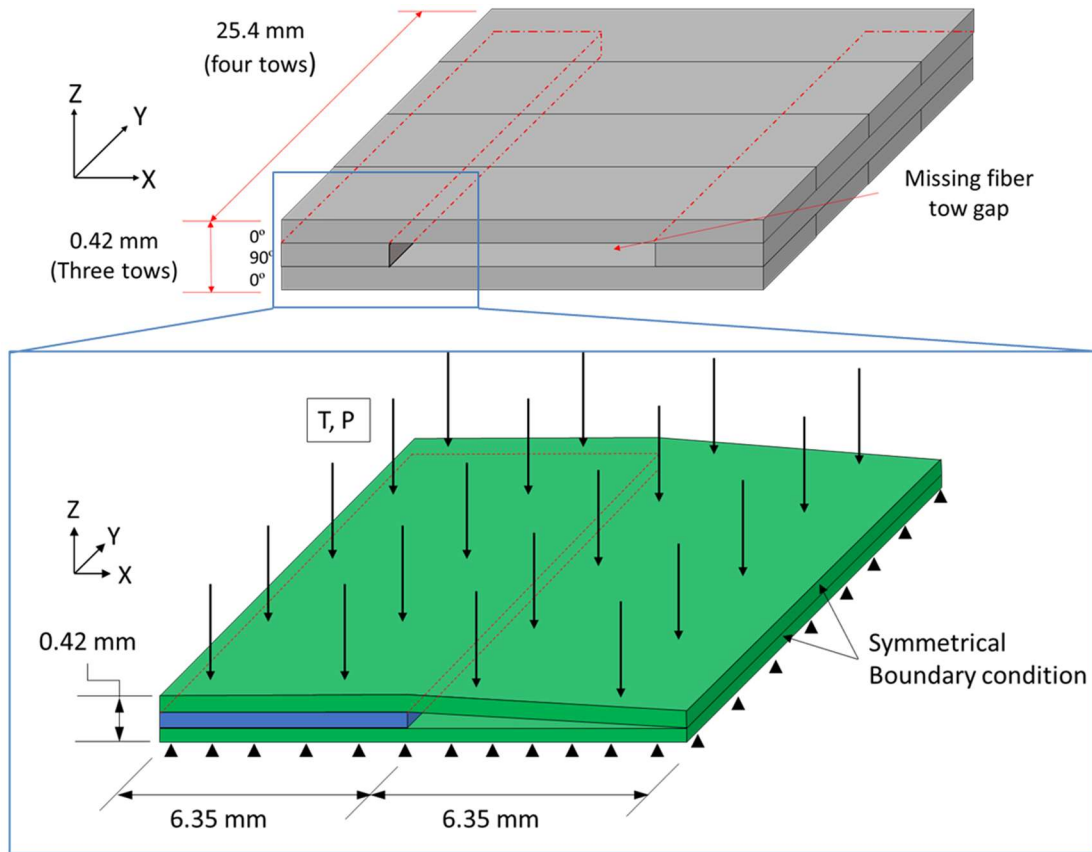 25.4 mm
(four tows)
Z
Y
X
Missing fiber
tow gap
0.42 mm
(Three tows)
0º
90º
0º
T, P
Z
Y
X
0.42 mm
Symmetrical
Boundary condition
6.35 mm
6.35 mm